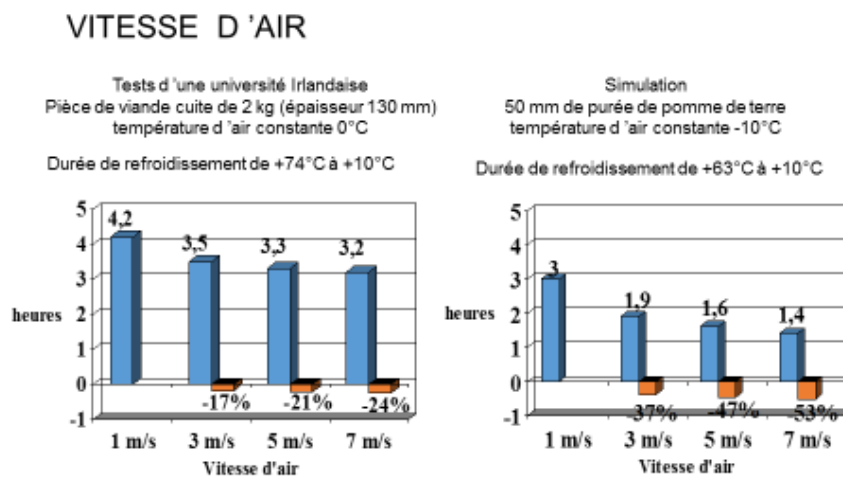 VITESSE D 'AIR
Tests d 'une université Irlandaise
Pièce de viande cuite de 2 kg (épaisseur 130 mm)
température d 'air constante 0°C
Durée de refroidissement de +74°C à +10°C
5
4
3
2
1
0
-1
heures
4,2
3,5
3,3
3,2
-17%
-21%
-24%
1 m/s
3 m/s
5 m/s
7 m/s
Vitesse d'air
Simulation
50 mm de purée de pomme de terre
température d 'air constante -10°C
Durée de refroidissement de +63°C à +10°C
5
4
3
2
1
0
-1
heures
3
1,9
1,6
1,4
-37%
-47%
-53%
1 m/s
3 m/s
5 m/s
7 m/s
Vitesse d'air